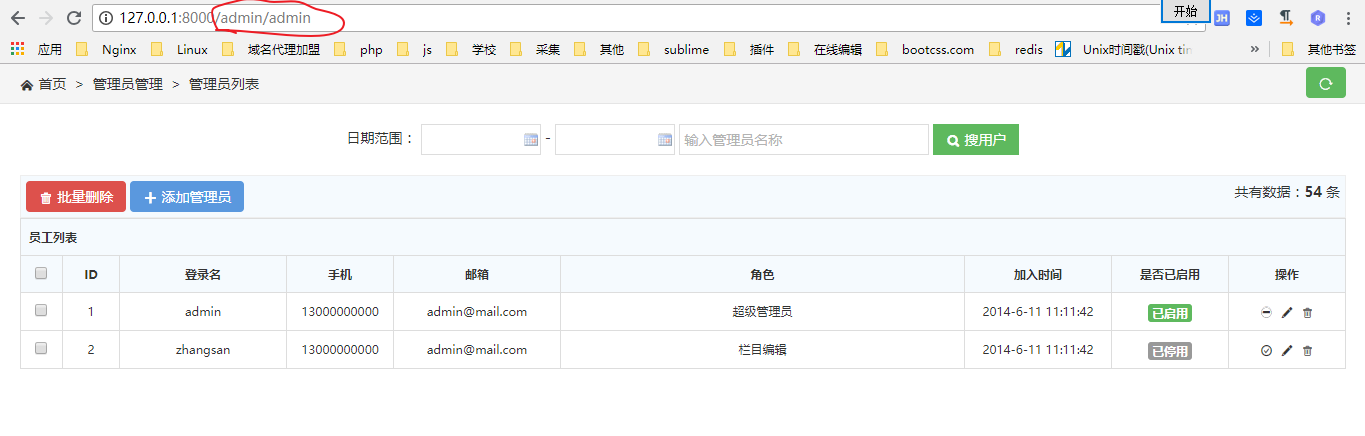 开始
127.0.0.1:8000/admin/admin
JH
R
应用 Nginx Linux 域名代理加盟 php js 学校 采集 其他 sublime 插件 在线编辑 bootcss.com redis Unix时间戳(Unix tin » 其他书签
首页 > 管理员管理 > 管理员列表
日期范围： - 输入管理员名称 搜用户
批量删除 添加管理员 共有数据：54 条
员工列表
ID 登录名 手机 邮箱 角色 加入时间 是否已启用 操作
1 admin 13000000000 admin@mail.com 超级管理员 2014-6-11 11:11:42 已启用
2 zhangsan 13000000000 admin@mail.com 栏目编辑 2014-6-11 11:11:42 已停用